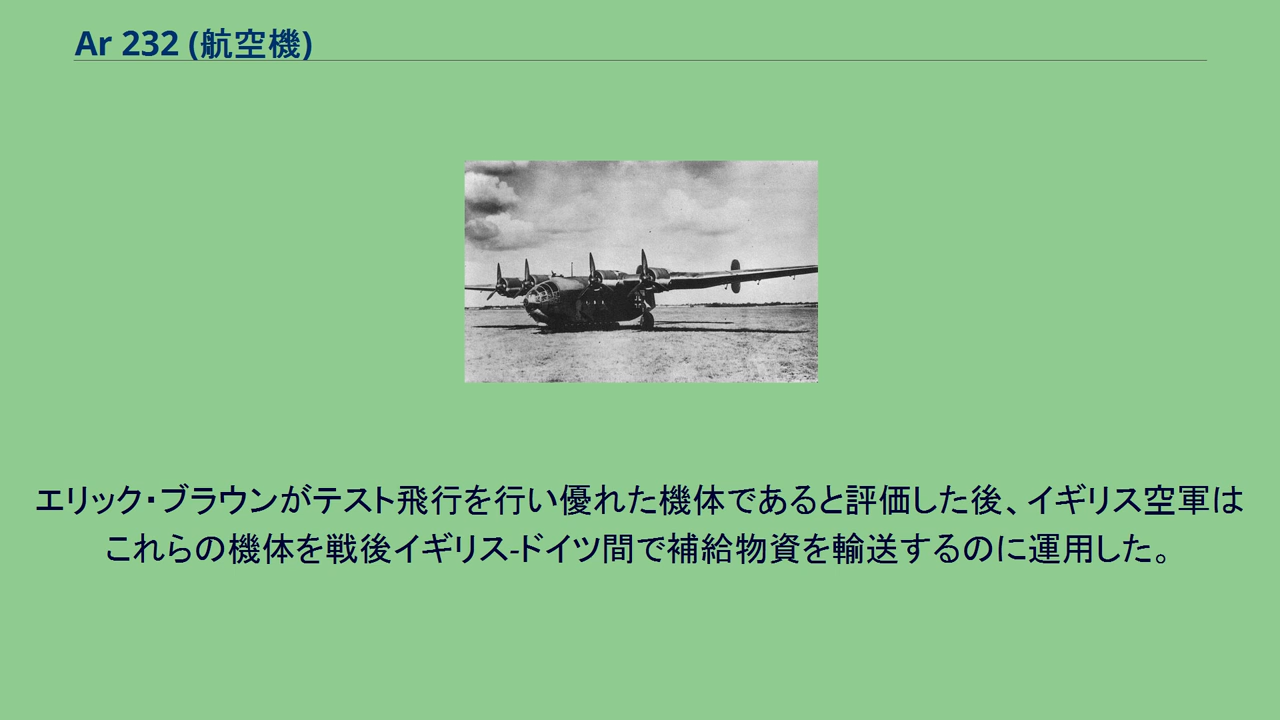 Ar 232 (航空機)
エリック・ブラウンがテスト飛行を行い優れた機体であると評価した後、イギリス空軍は
これらの機体を戦後イギリス-ドイツ間で補給物資を輸送するのに運用した。